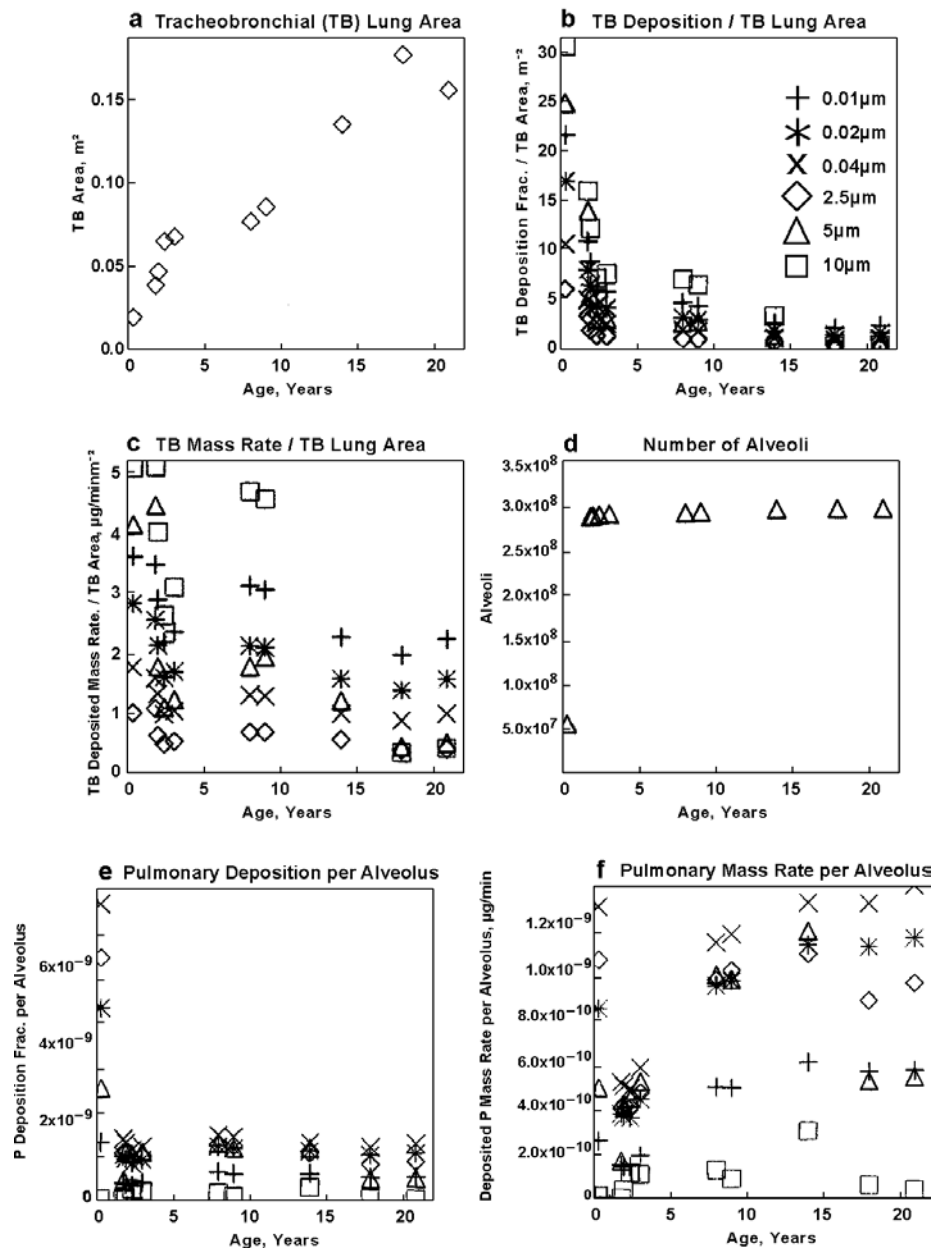 a Tracheobronchial (TB) Lung Area
0.15
0.10
0.05
0.0
TB Area, m²
0 5 10 15 20
Age, Years
b TB Deposition / TB Lung Area
30
25
20
15
10
5
0
TB Deposition Frac. / TB Area, m⁻²
0.01µm
0.02µm
0.04µm
2.5µm
5µm
10µm
0 5 10 15 20
Age, Years
c TB Mass Rate / TB Lung Area
5
4
3
2
1
0
TB Deposited Mass Rate. / TB Area, µg/minm⁻²
0 5 10 15 20
Age, Years
d Number of Alveoli
3.5x10⁸
3.0x10⁸
2.5x10⁸
2.0x10⁸
1.5x10⁸
1.0x10⁸
5.0x10⁷
Alveoli
0 5 10 15 20
Age, Years
e Pulmonary Deposition per Alveolus
6x10⁻⁹
4x10⁻⁹
2x10⁻⁹
0
P Deposition Frac. per Alveolus
0 5 10 15 20
Age, Years
f Pulmonary Mass Rate per Alveolus
1.2x10⁻⁹
1.0x10⁻⁹
8.0x10⁻¹⁰
6.0x10⁻¹⁰
4.0x10⁻¹⁰
2.0x10⁻¹⁰
0
Deposited P Mass Rate per Alveolus, µg/min
0 5 10 15 20
Age, Years